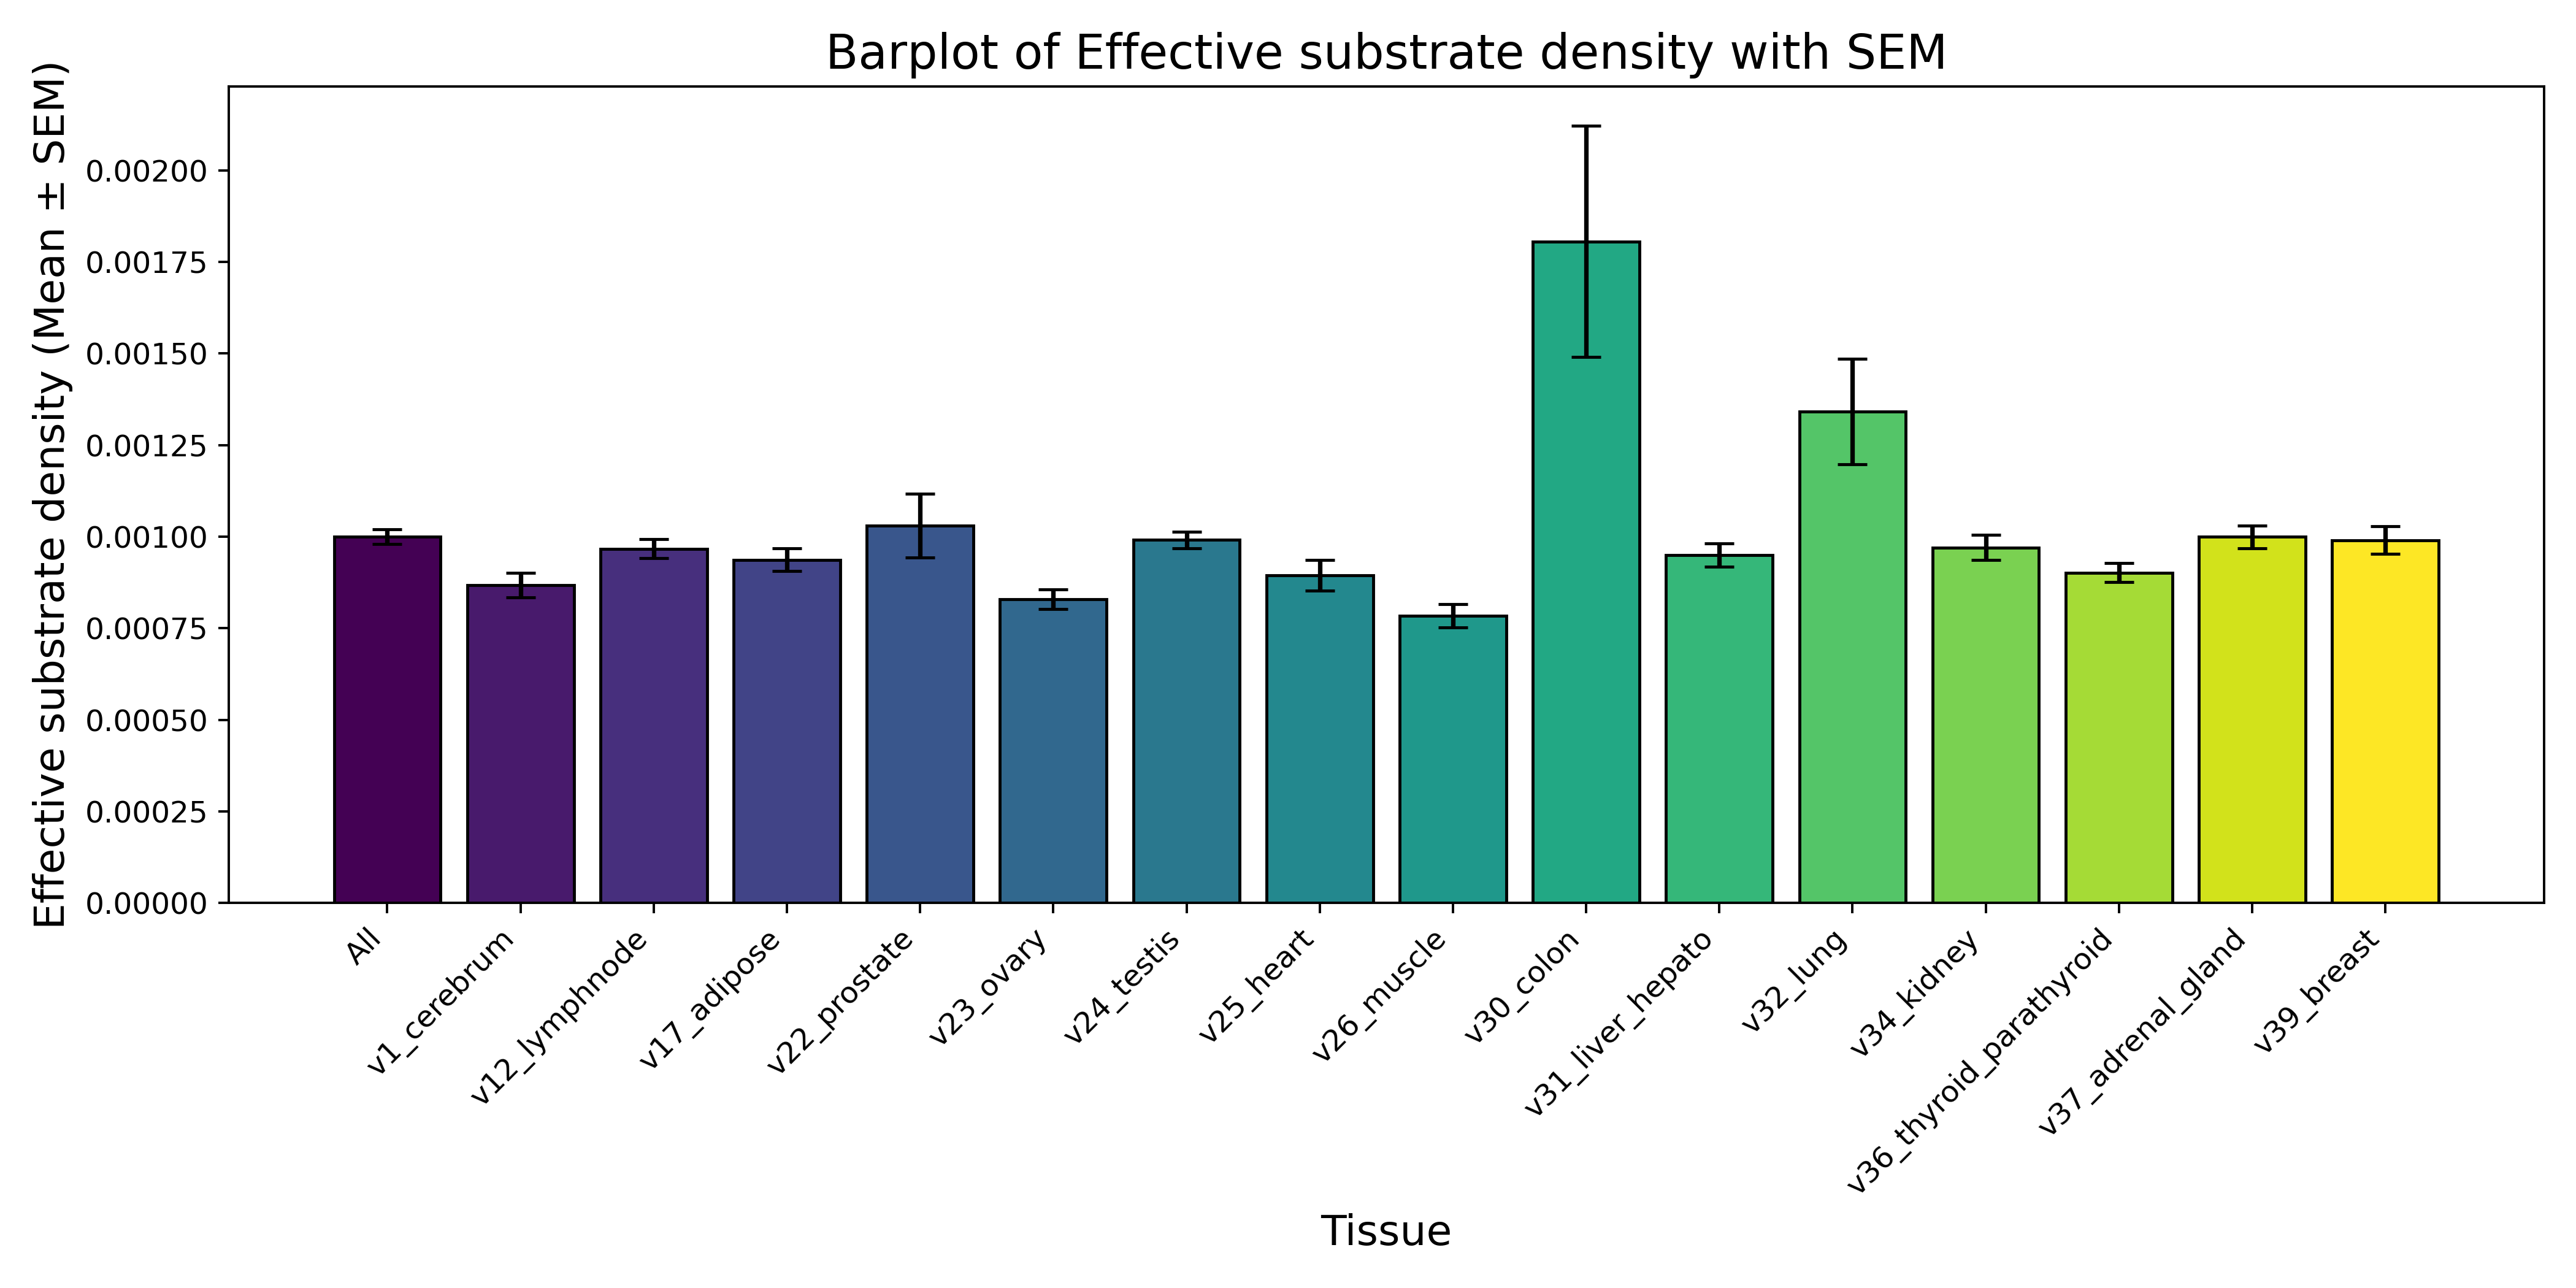 Barplot of Effective substrate density with SEM
Effective substrate density (Mean ± SEM)
0.00200
0.00175
0.00150
0.00125
0.00100
0.00075
0.00050
0.00025
0.00000
All
v1_cerebrum
v12_lymphnode
v17_adipose
v22_prostate
v23_ovary
v24_testis
v25_heart
v26_muscle
v30_colon
v31_liver_hepato
v32_lung
v34_kidney
v36_thyroid_parathyroid
v37_adrenal_gland
v39_breast
Tissue